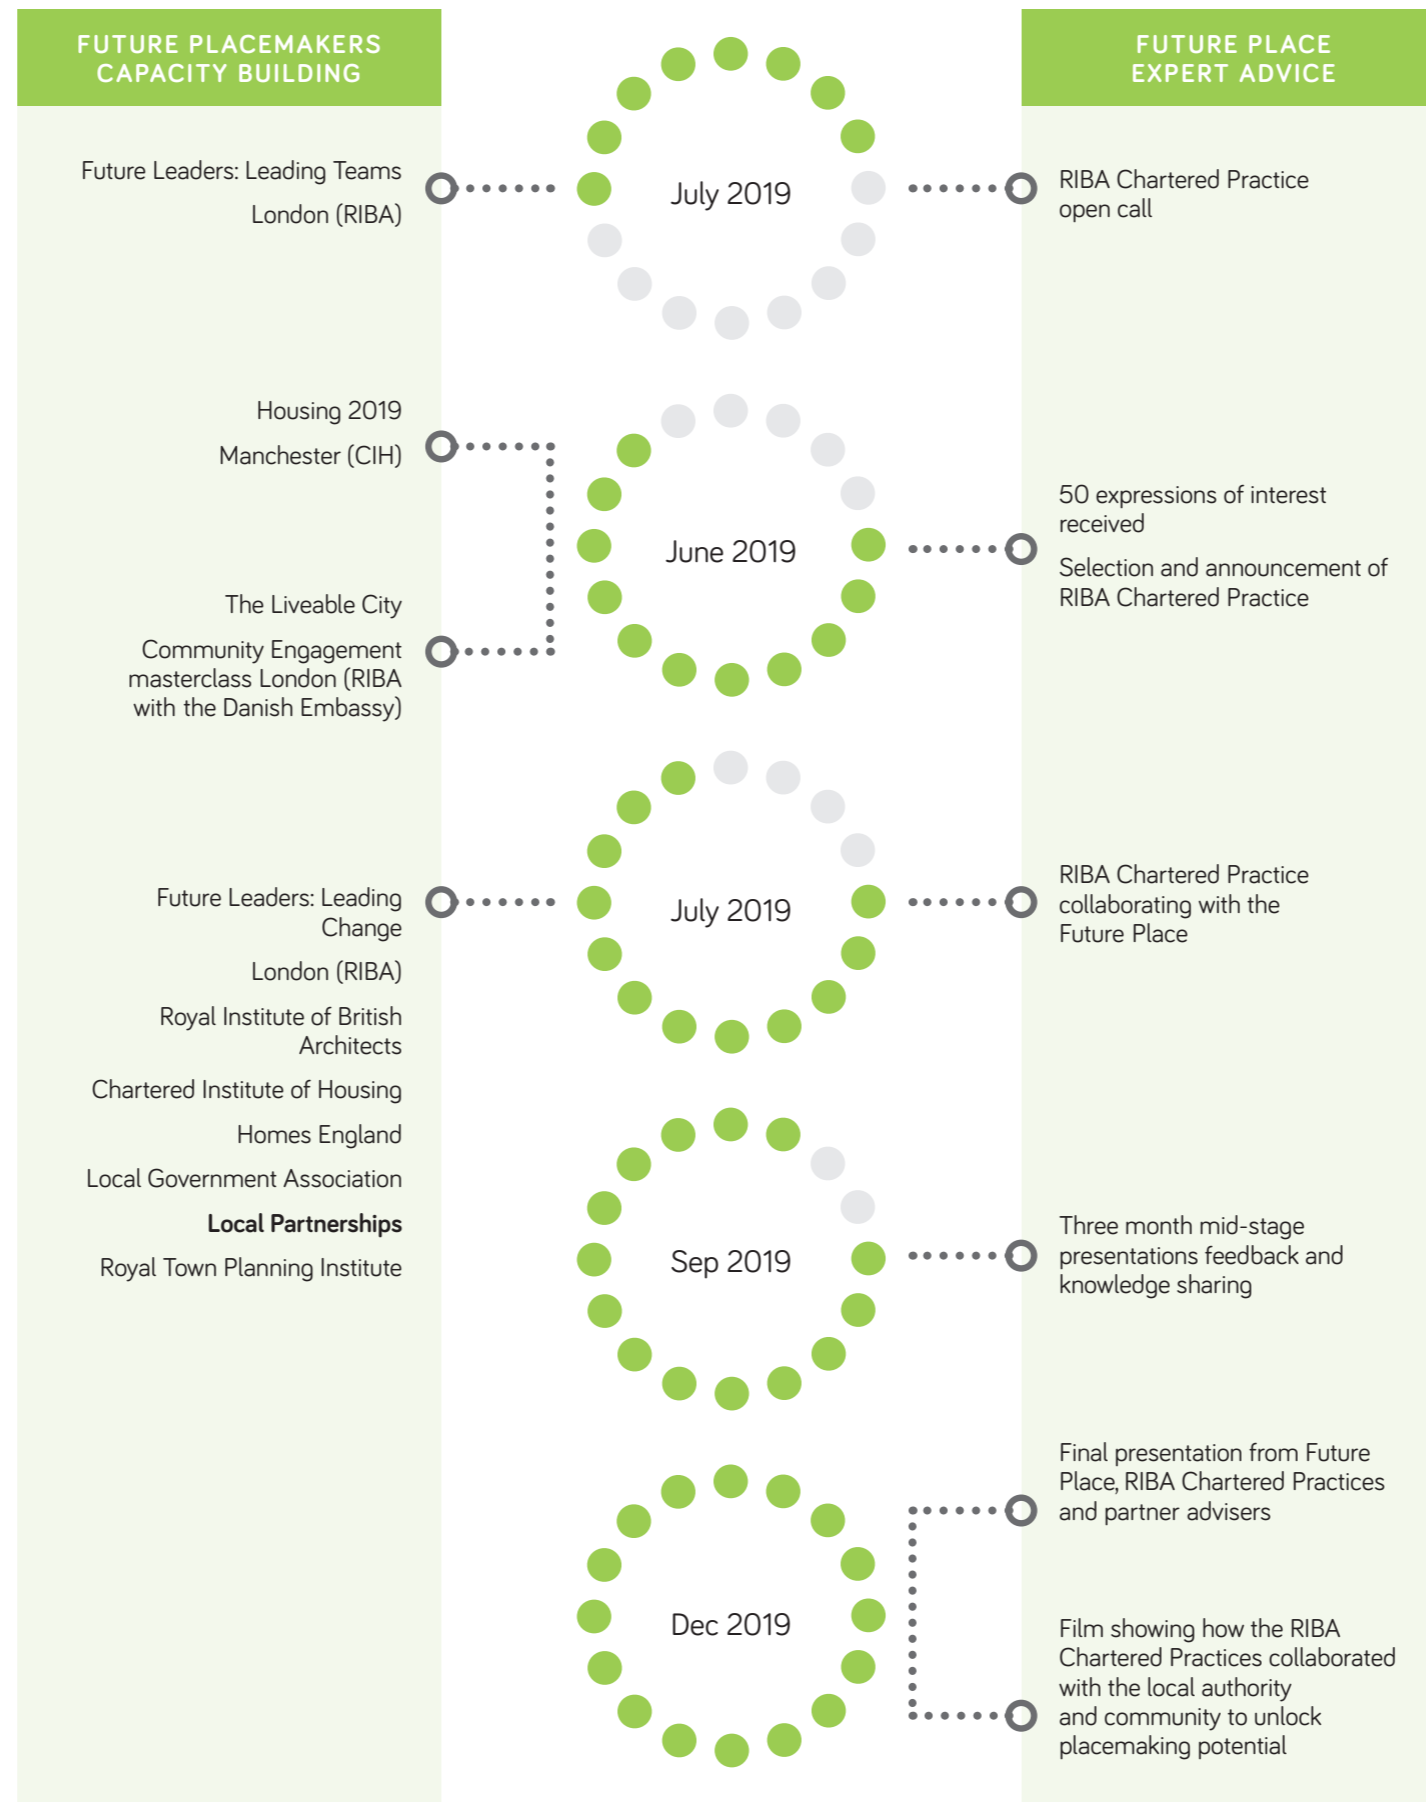 FUTURE PLACEMAKERS
CAPACITY BUILDING
FUTURE PLACE
EXPERT ADVICE
Future Leaders: Leading Teams
London (RIBA)
July 2019
RIBA Chartered Practice
open call
Housing 2019
Manchester (CIH)
The Liveable City
Community Engagement
masterclass London (RIBA
with the Danish Embassy)
June 2019
50 expressions of interest
received
Selection and announcement of
RIBA Chartered Practice
Future Leaders: Leading
Change
London (RIBA)
Royal Institute of British
Architects
Chartered Institute of Housing
Homes England
Local Government Association
Local Partnerships
Royal Town Planning Institute
July 2019
RIBA Chartered Practice
collaborating with the
Future Place
Sep 2019
Three month mid-stage
presentations feedback and
knowledge sharing
Dec 2019
Final presentation from Future
Place, RIBA Chartered Practices
and partner advisers
Film showing how the RIBA
Chartered Practices collaborated
with the local authority
and community to unlock
placemaking potential